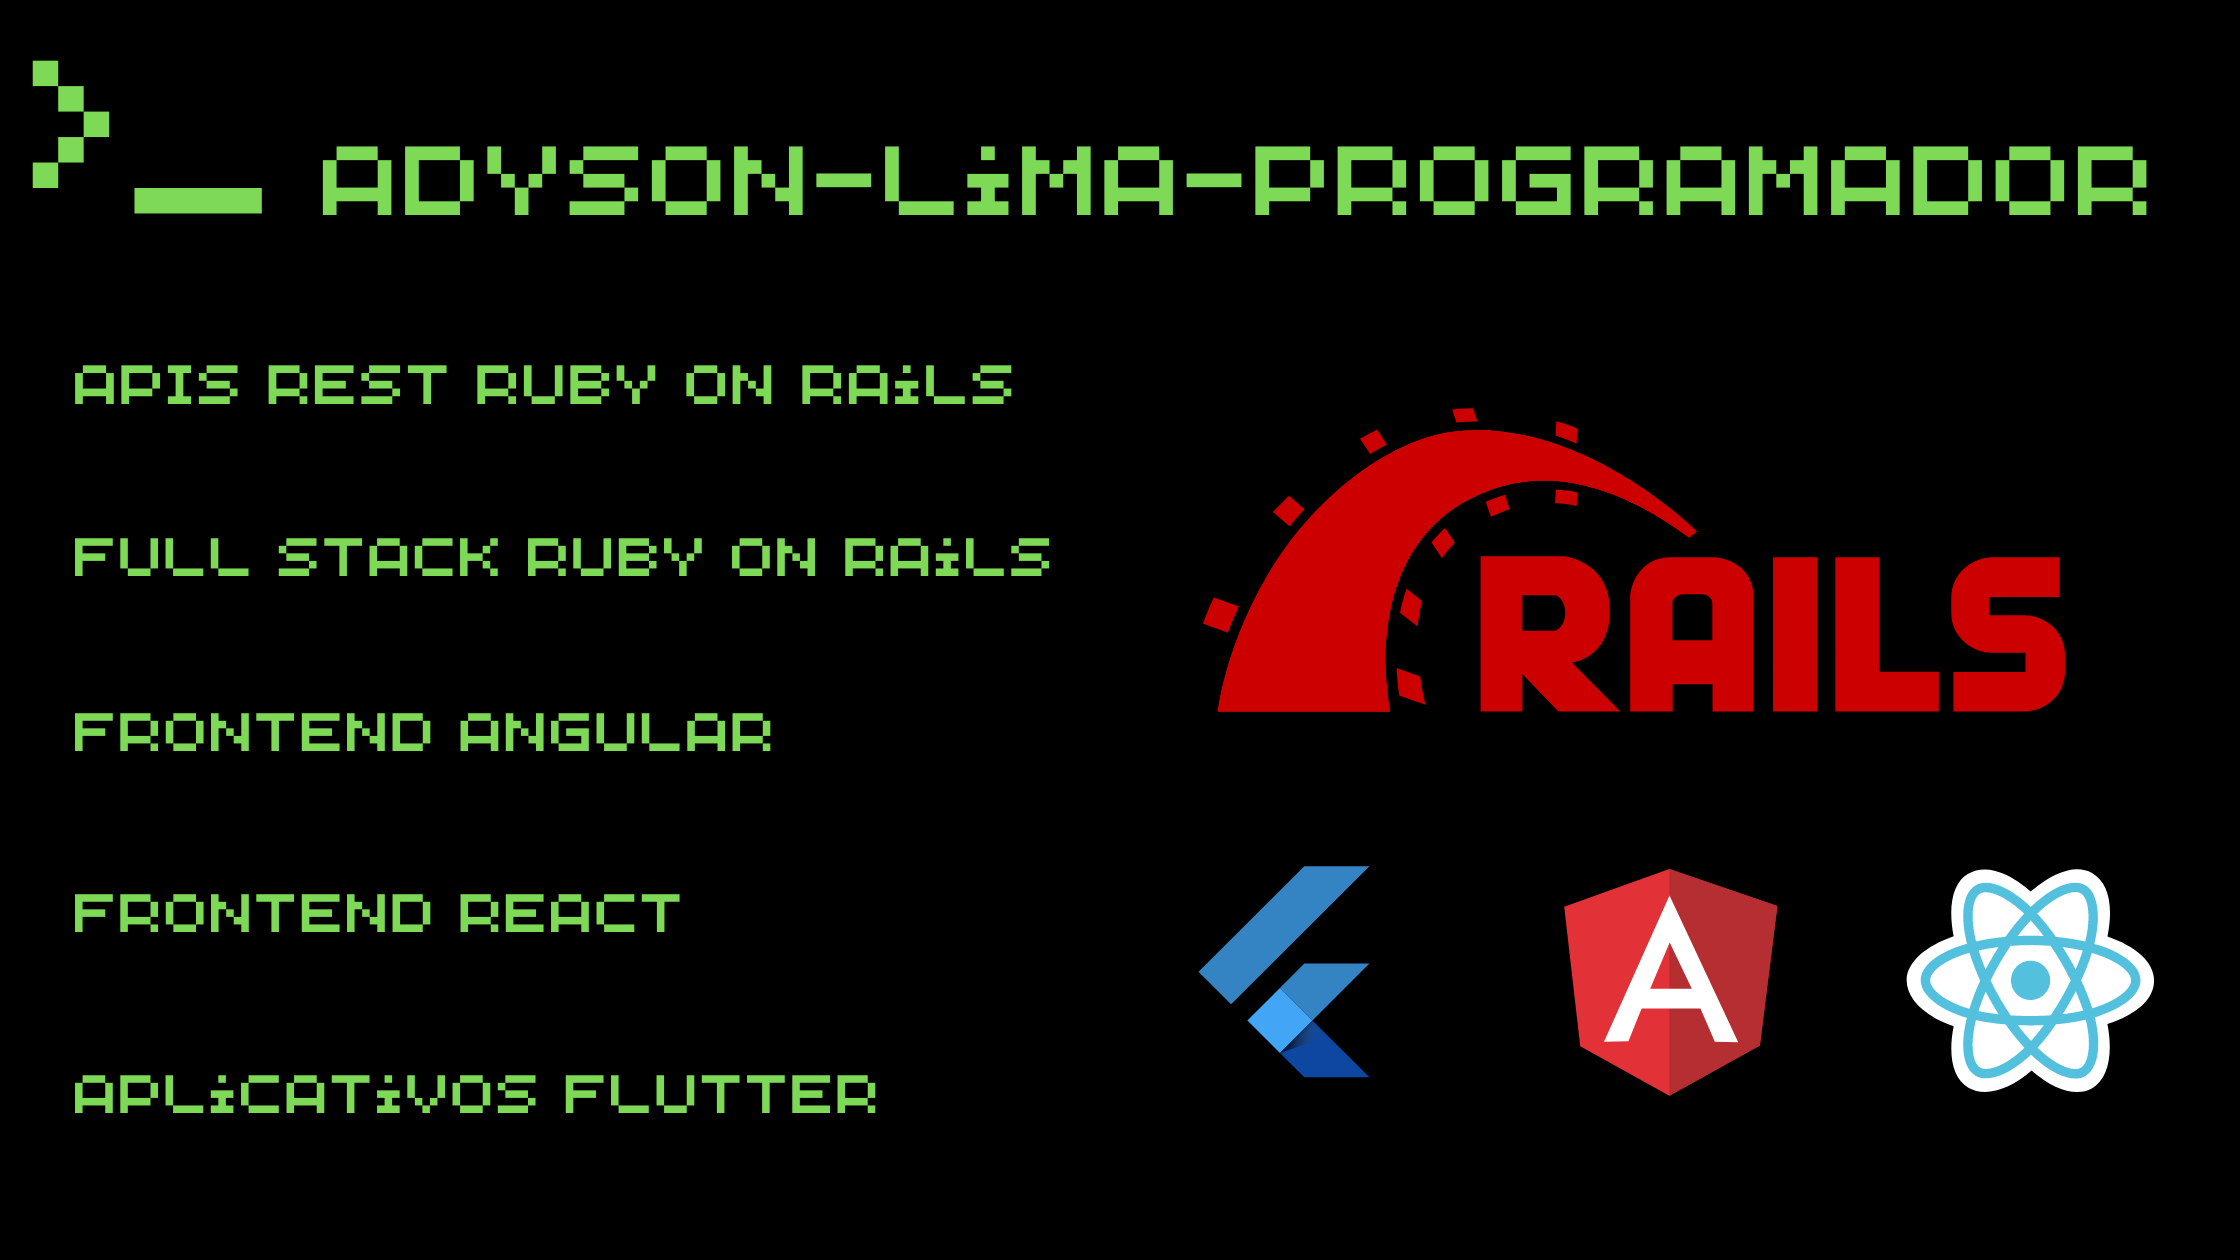 >_ ADYSON-LiMA-PROGRAMADOR
APIS REST RUBY ON RAiLS
FULL STACK RUBY ON RAiLS
FRONTEND ANGULAR
FRONTEND REACT
APLiCATiVOS FLUTTER
RAILS
A